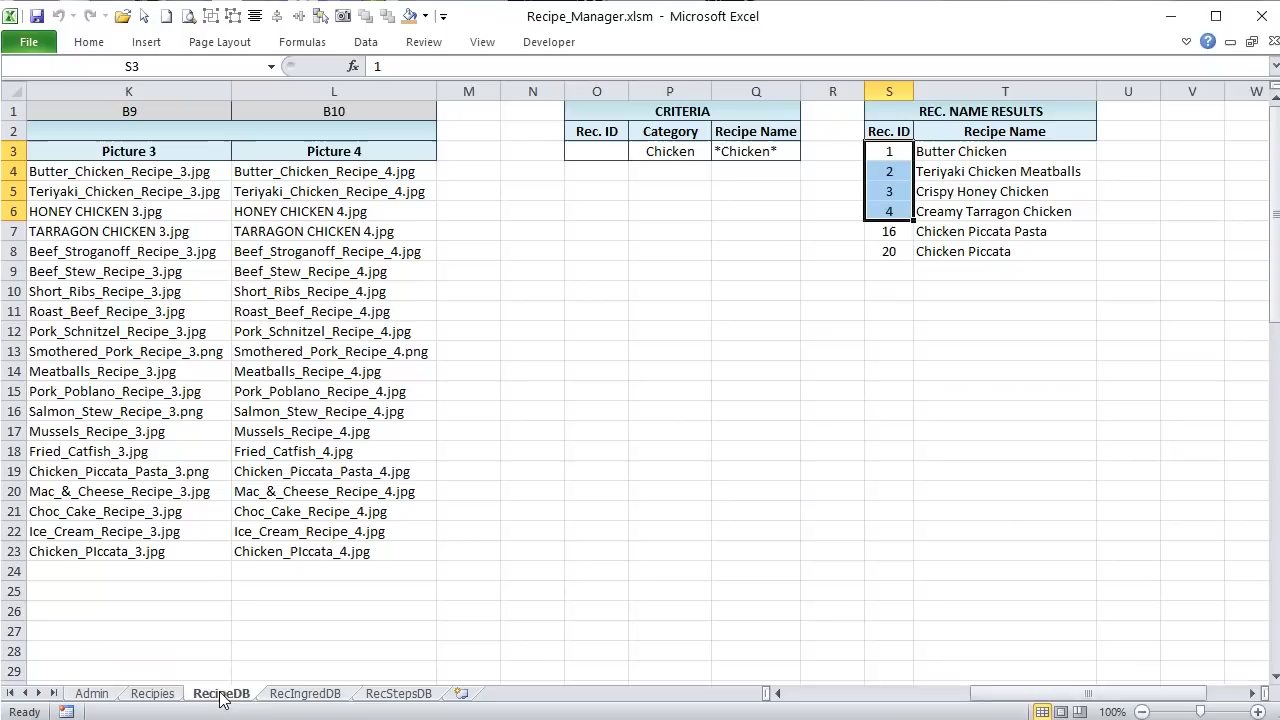 Recipe_Manager.xlsm - Microsoft Excel
File Home Insert Page Layout Formulas Data Review View Developer
S3 fx 1
K L M N O P Q R S T U V W
1 B9 B10 CRITERIA REC. NAME RESULTS
2 Rec. ID Category Recipe Name Rec. ID Recipe Name
3 Picture 3 Picture 4 Chicken *Chicken* 1 Butter Chicken
4 Butter_Chicken_Recipe_3.jpg Butter_Chicken_Recipe_4.jpg 2 Teriyaki Chicken Meatballs
5 Teriyaki_Chicken_Recipe_3.jpg Teriyaki_Chicken_Recipe_4.jpg 3 Crispy Honey Chicken
6 HONEY CHICKEN 3.jpg HONEY CHICKEN 4.jpg 4 Creamy Tarragon Chicken
7 TARRAGON CHICKEN 3.jpg TARRAGON CHICKEN 4.jpg 16 Chicken Piccata Pasta
8 Beef_Stroganoff_Recipe_3.jpg Beef_Stroganoff_Recipe_4.jpg 20 Chicken Piccata
9 Beef_Stew_Recipe_3.jpg Beef_Stew_Recipe_4.jpg
10 Short_Ribs_Recipe_3.jpg Short_Ribs_Recipe_4.jpg
11 Roast_Beef_Recipe_3.jpg Roast_Beef_Recipe_4.jpg
12 Pork_Schnitzel_Recipe_3.jpg Pork_Schnitzel_Recipe_4.jpg
13 Smothered_Pork_Recipe_3.png Smothered_Pork_Recipe_4.png
14 Meatballs_Recipe_3.jpg Meatballs_Recipe_4.jpg
15 Pork_Poblano_Recipe_3.jpg Pork_Poblano_Recipe_4.jpg
16 Salmon_Stew_Recipe_3.png Salmon_Stew_Recipe_4.jpg
17 Mussels_Recipe_3.jpg Mussels_Recipe_4.jpg
18 Fried_Catfish_3.jpg Fried_Catfish_4.jpg
19 Chicken_Piccata_Pasta_3.png Chicken_Piccata_Pasta_4.jpg
20 Mac_&_Cheese_Recipe_3.jpg Mac_&_Cheese_Recipe_4.jpg
21 Choc_Cake_Recipe_3.jpg Choc_Cake_Recipe_4.jpg
22 Ice_Cream_Recipe_3.jpg Ice_Cream_Recipe_4.jpg
23 Chicken_PIccata_3.jpg Chicken_PIccata_4.jpg
24
25
26
27
28
29
Admin Recipies RecipeDB RecIngredDB RecStepsDB
Ready 100%